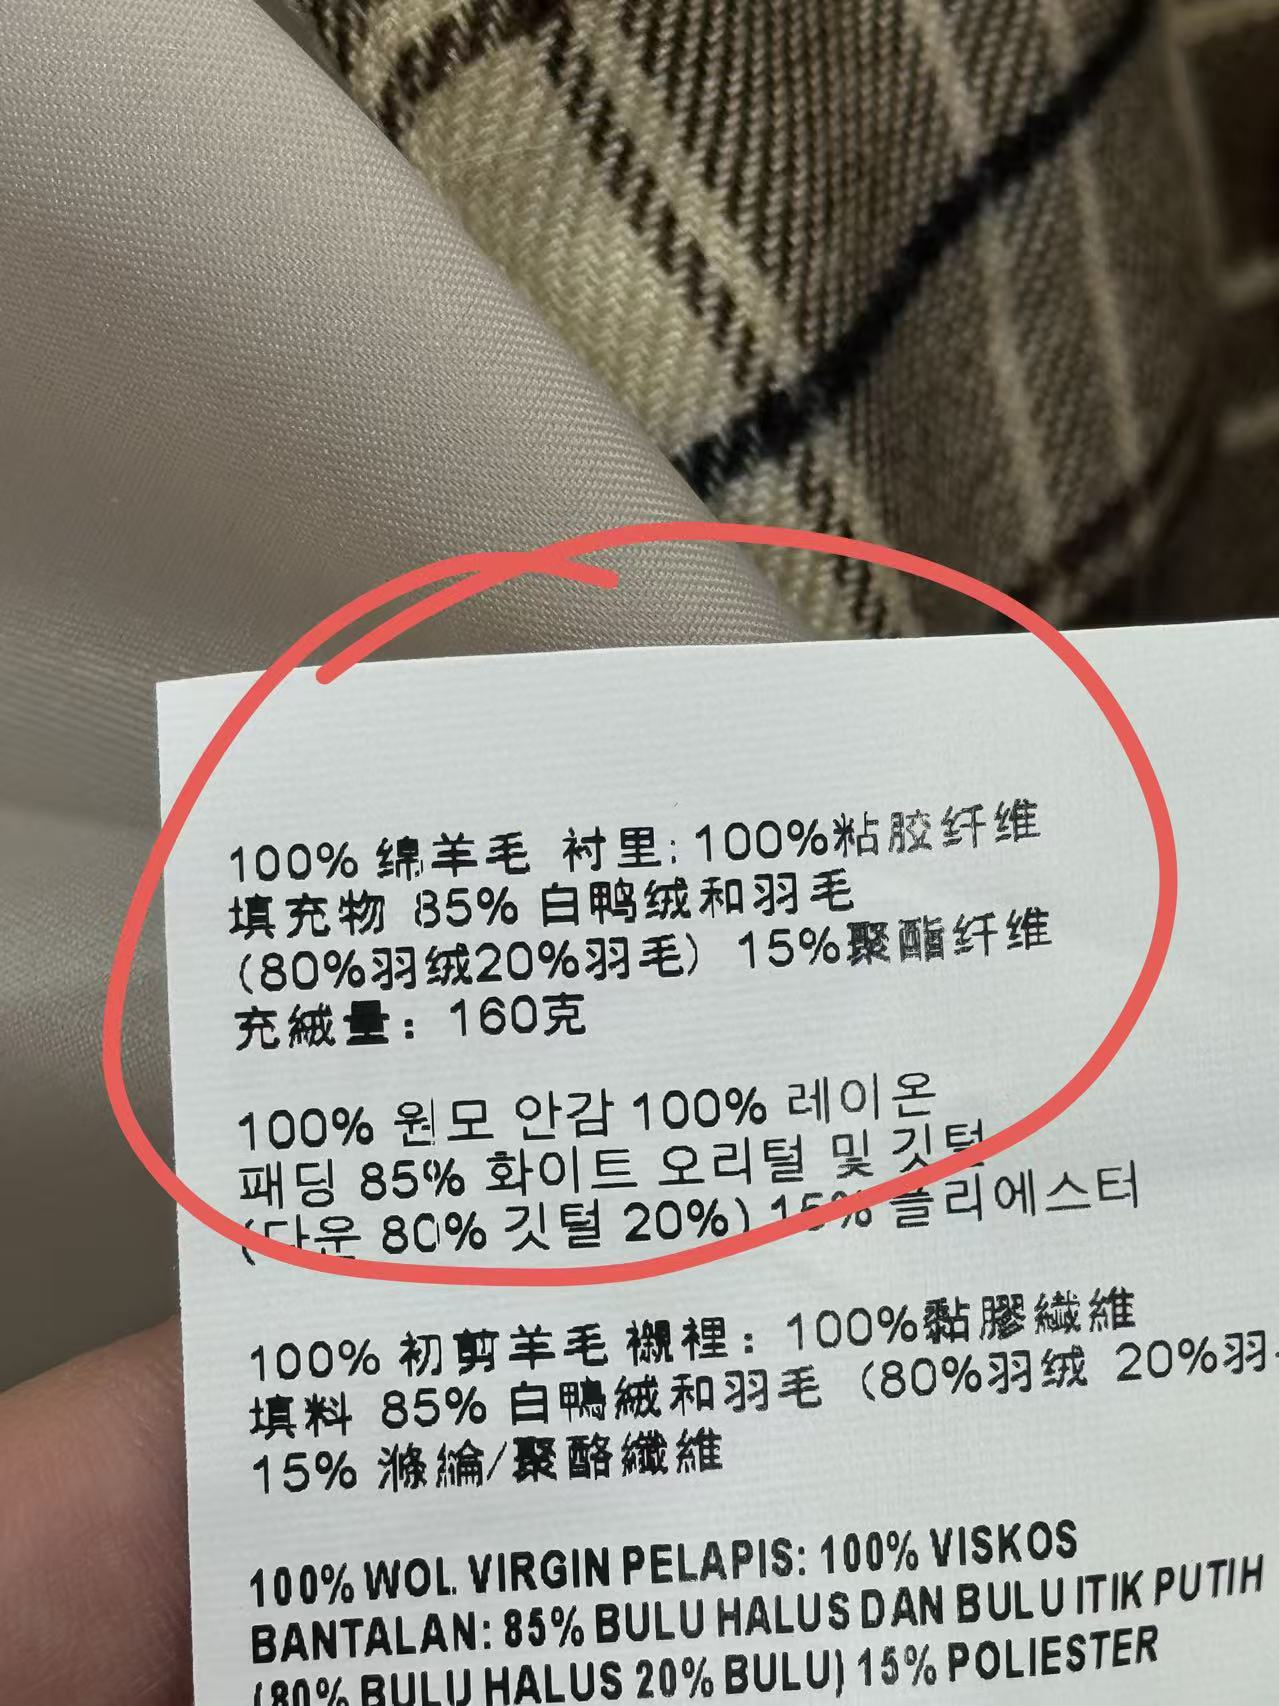 100% 绵羊毛 衬里: 100%粘胶纤维
填充物 85% 白鸭绒和羽毛
(80%羽绒20%羽毛) 15%聚酯纤维
充絨量：160克
100% 원모 안감 100% 레이온
패딩 85% 화이트 오리털 및 깃털
(다운 80% 깃털 20%) 15% 폴리에스터
100% 初剪羊毛 襯裡：100%黏膠纖維
填料 85% 白鴨絨和羽毛 (80%羽绒 20%羽
15% 滌綸/聚酯纖維
100% WOL VIRGIN PELAPIS: 100% VISKOS
BANTALAN: 85% BULU HALUS DAN BULU ITIK PUTIH
(80% BULU HALUS 20% BULU) 15% POLIESTER